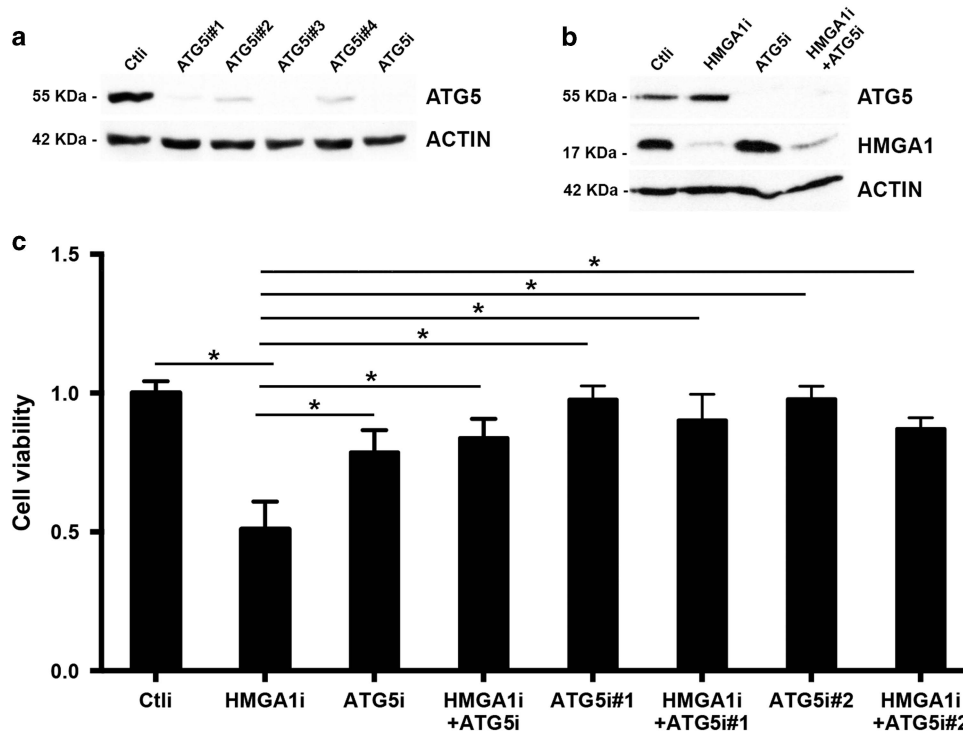 a
Ctli
ATG5i#1
ATG5i#2
ATG5i#3
ATG5i#4
ATG5i
55 KDa -
ATG5
42 KDa -
ACTIN
b
Ctli
HMGA1i
ATG5i
HMGA1i
+ATG5i
55 KDa -
ATG5
17 KDa -
HMGA1
42 KDa -
ACTIN
c
Cell viability
1.5
1.0
0.5
0.0
*
*
*
*
*
*
*
Ctli
HMGA1i
ATG5i
HMGA1i
+ATG5i
ATG5i#1
HMGA1i
+ATG5i#1
ATG5i#2
HMGA1i
+ATG5i#2